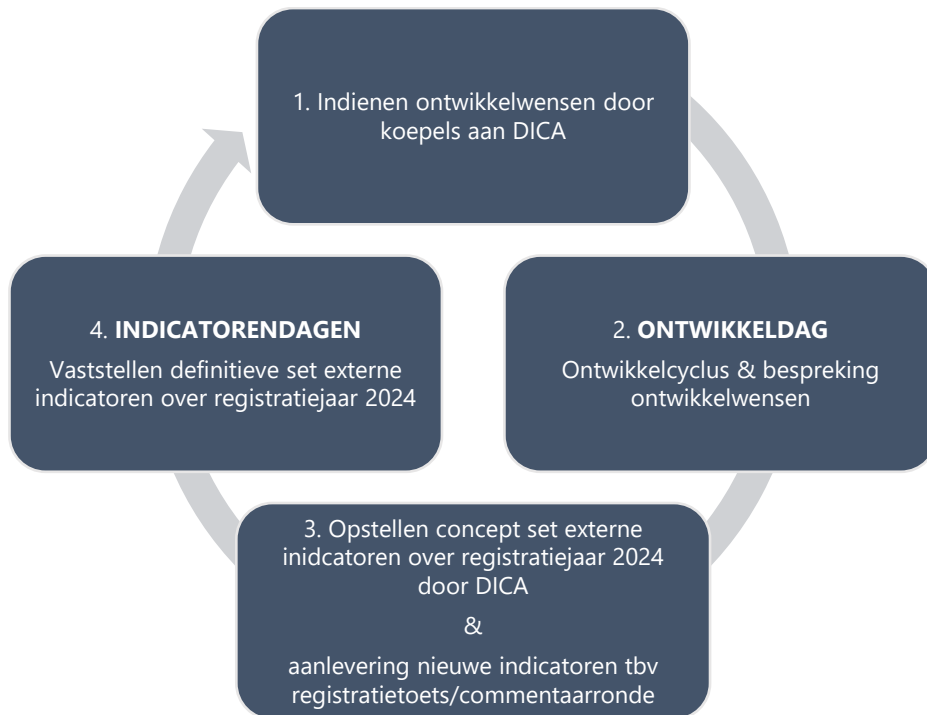 1. Indienen ontwikkelwensen door
koepels aan DICA
2. ONTWIKKELDAG
Ontwikkelcyclus & bespreking
ontwikkelwensen
3. Opstellen concept set externe
inidcatoren over registratiejaar 2024
door DICA
&
aanlevering nieuwe indicatoren tbv
registratietoets/commentaarronde
4. INDICATORENDAGEN
Vaststellen definitieve set externe
indicatoren over registratiejaar 2024